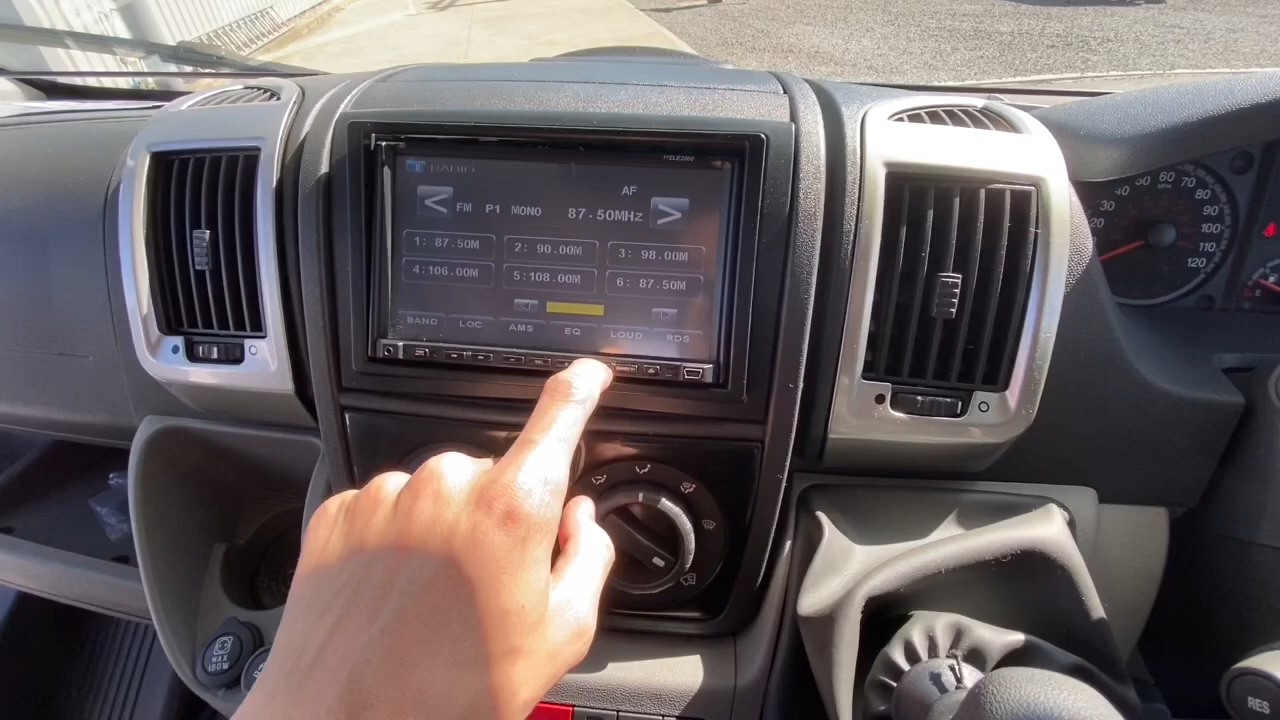 11ELE2000
RADIO
AF
< FM P1 MONO 87.50MHz >
1: 87.50M 2: 90.00M 3: 98.00M
4:106.00M 5:108.00M 6: 87.50M
BAND LOC AMS EQ LOUD RDS
20 30 40 50 60 70 80 90 100 110 120
MPH
MAX
180W
RES